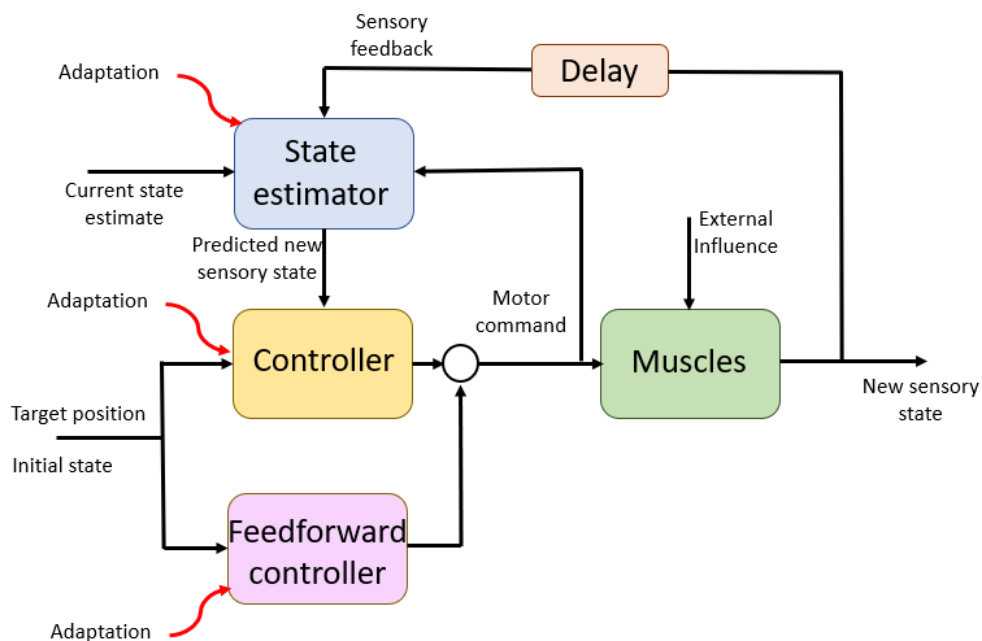 Sensory
feedback
Delay
Adaptation
State
estimator
Current state
estimate
External
Influence
Predicted new
sensory state
Adaptation
Motor
command
Controller
Muscles
New sensory
state
Target position
Initial state
Feedforward
controller
Adaptation